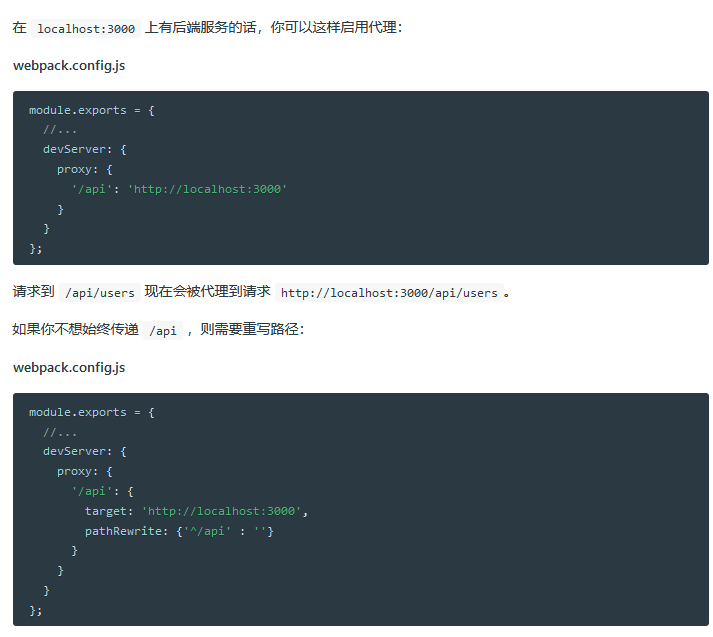 在 localhost:3000 上有后端服务的话，你可以这样启用代理：
webpack.config.js
module.exports = {
  //...
  devServer: {
    proxy: {
      '/api': 'http://localhost:3000'
    }
  }
};
请求到 /api/users 现在会被代理到请求 http://localhost:3000/api/users 。
如果你不想始终传递 /api ，则需要重写路径：
webpack.config.js
module.exports = {
  //...
  devServer: {
    proxy: {
      '/api': {
        target: 'http://localhost:3000',
        pathRewrite: {'^/api' : ''}
      }
    }
  }
};